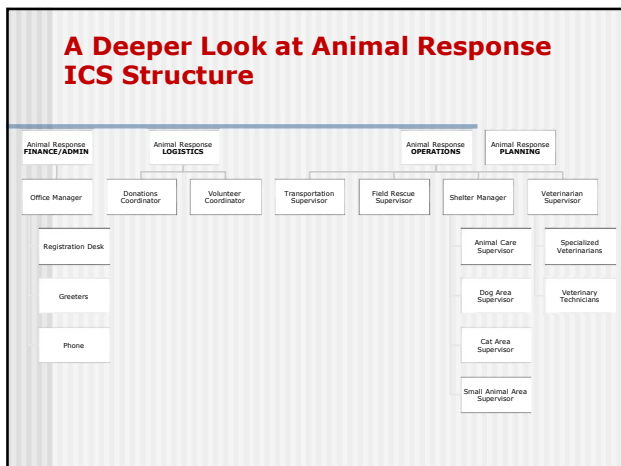 A Deeper Look at Animal Response
ICS Structure
Animal Response
FINANCE/ADMIN
Animal Response
LOGISTICS
Animal Response
OPERATIONS
Animal Response
PLANNING
Office Manager
Donations
Coordinator
Volunteer
Coordinator
Transportation
Supervisor
Field Rescue
Supervisor
Shelter Manager
Veterinarian
Supervisor
Registration Desk
Animal Care
Supervisor
Specialized
Veterinarians
Greeters
Dog Area
Supervisor
Veterinary
Technicians
Phone
Cat Area
Supervisor
Small Animal Area
Supervisor